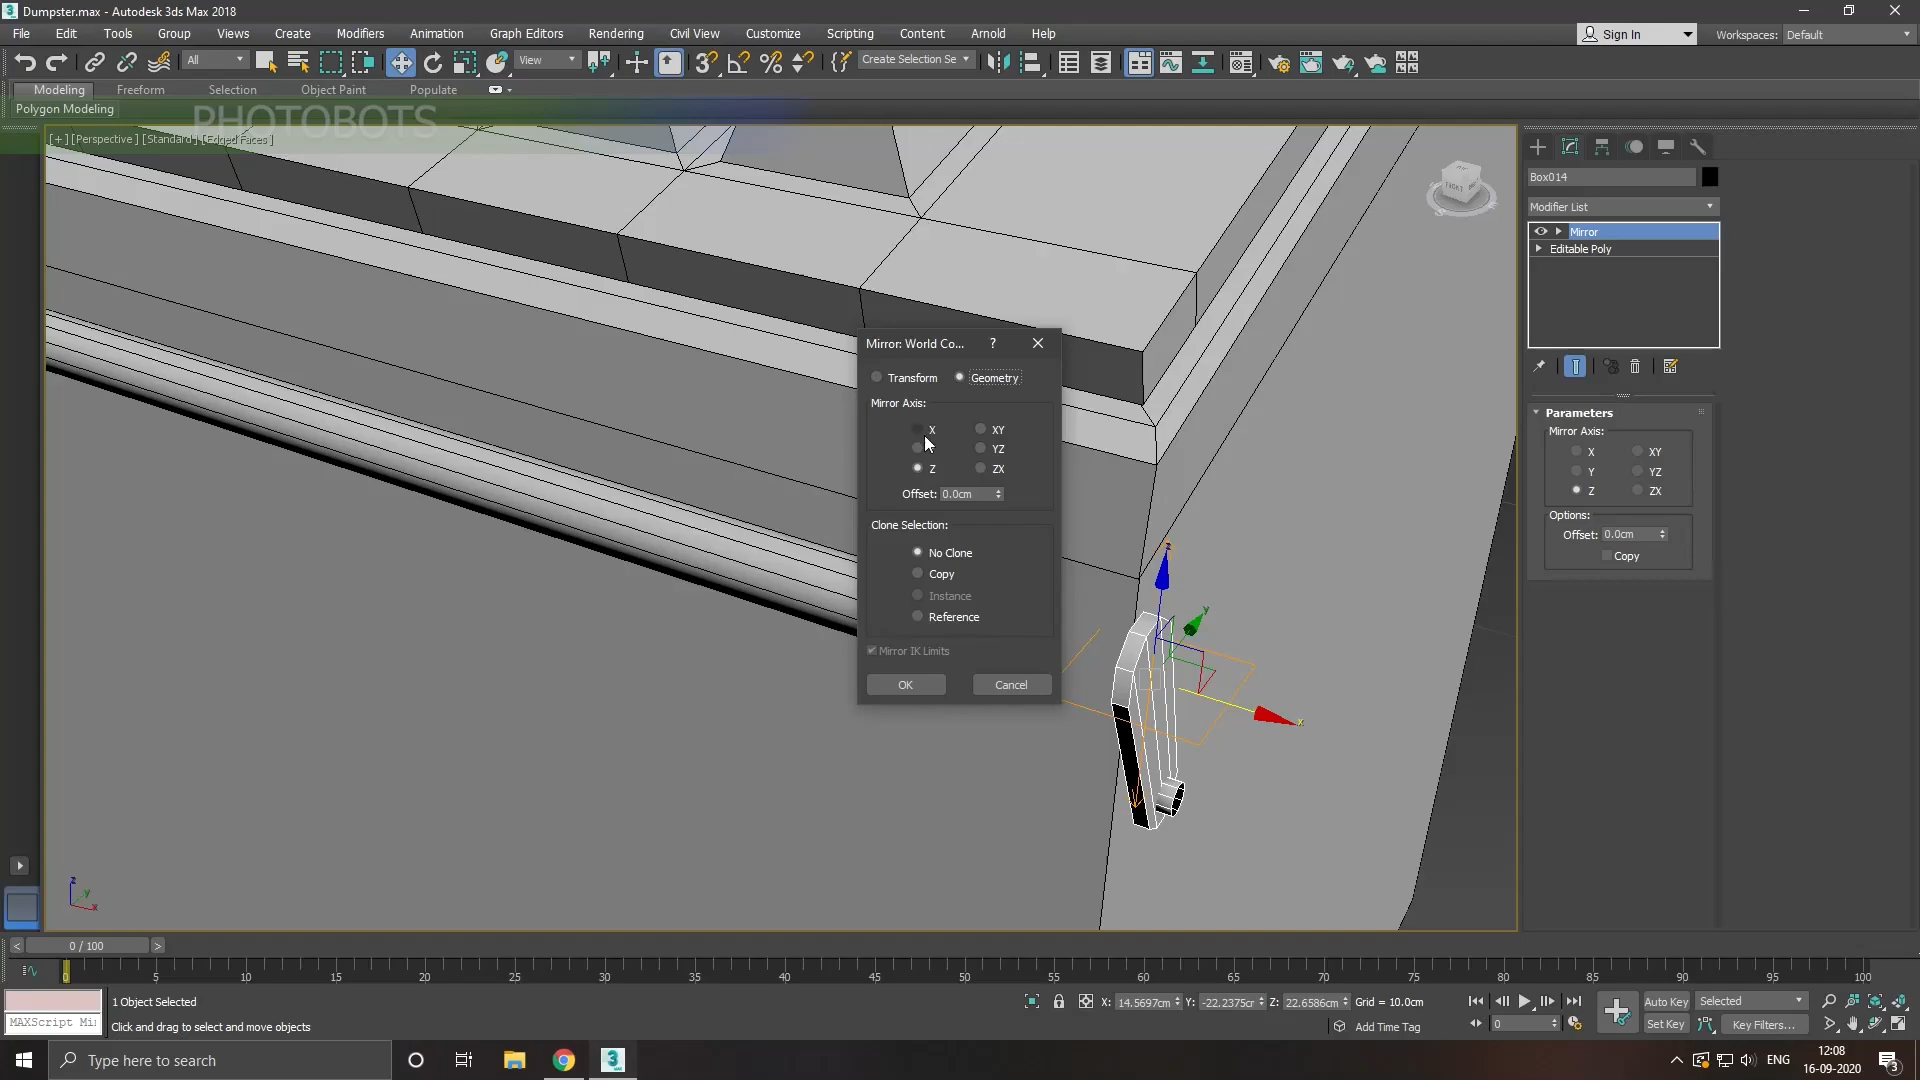 Dumpster.max - Autodesk 3ds Max 2018
File Edit Tools Group Views Create Modifiers Animation Graph Editors Rendering Civil View Customize Scripting Content Arnold Help
Sign In Workspaces: Default
All View Create Selection Se
Modeling Freeform Selection Object Paint Populate
Polygon Modeling
PHOTOBOTS
[+] [Perspective ] [Standard ] [Edged Faces ]
FRONT
Box014
Modifier List
Mirror
Editable Poly
Parameters
Mirror Axis:
X XY
Y YZ
Z ZX
Options:
Offset: 0.0cm
Copy
Mirror: World Co... ?
Transform Geometry
Mirror Axis:
X XY
YZ
Z ZX
Offset: 0.0cm
Clone Selection:
No Clone
Copy
Instance
Reference
Mirror IK Limits
OK Cancel
z
y
x
z
y
x
< 0 / 100 >
0 5 10 15 20 25 30 35 40 45 50 55 60 65 70 75 80 85 90 95 100
1 Object Selected X: 14.5697cm Y: -22.2375cm Z: 22.6586cm Grid = 10.0cm Auto Key Selected
MAXScript Mi Click and drag to select and move objects Add Time Tag 0 Set Key Key Filters...
Type here to search ENG 12:08
16-09-2020
3